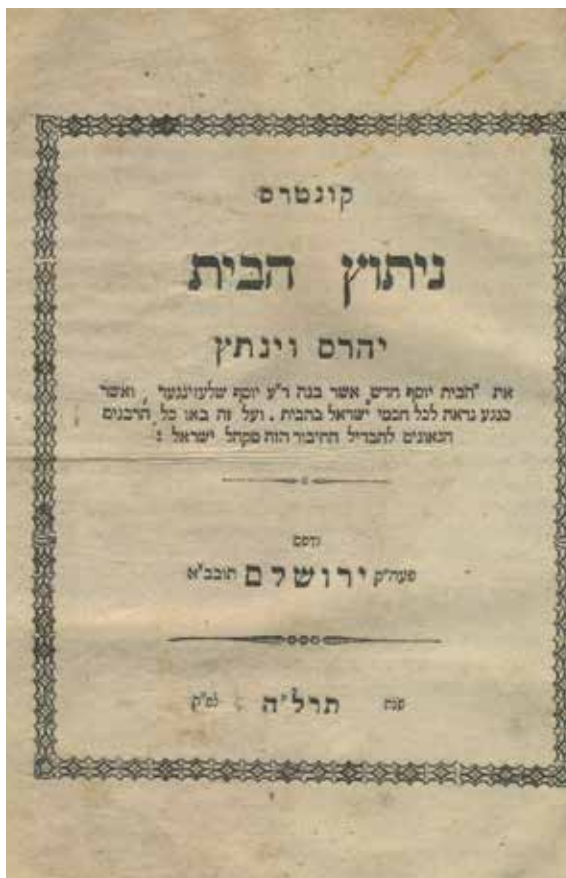 קונטרס
ניתוץ הבית
יהרס וינתץ
את "הבית יוסף חדש" אשר בנה ר"ע יוסף שלעזינגער, ואשר
כנגע נראה לכל חכמי ישראל בהבית. ועל זה באו כל הרבנים
הגאונים להבדיל החיבור הזה מקהל ישראל:
נדפס
פעה"ק ירושלם תובב"א
שנת תרל"ה לפ"ק